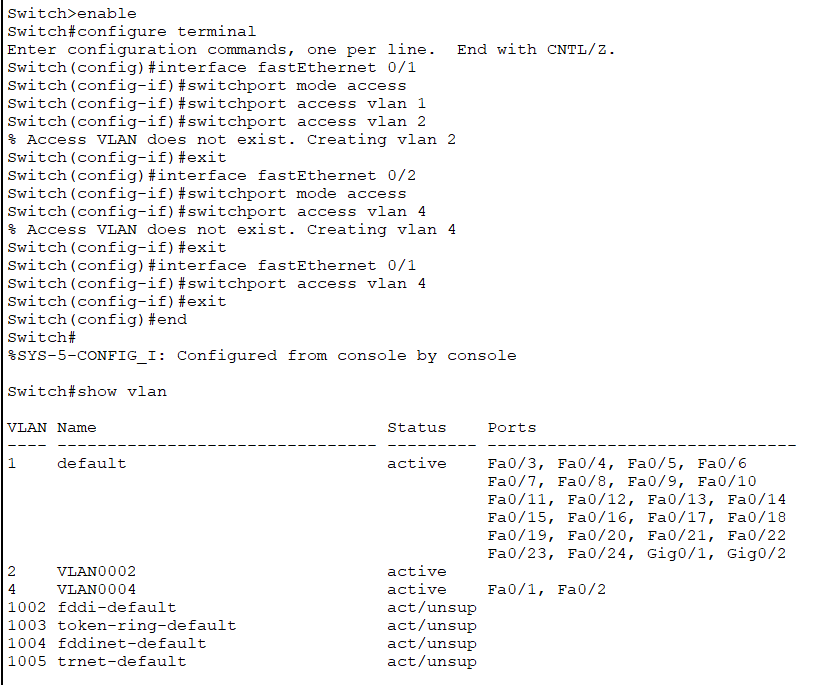 Switch>enable
Switch#configure terminal
Enter configuration commands, one per line.  End with CNTL/Z.
Switch(config)#interface fastEthernet 0/1
Switch(config-if)#switchport mode access
Switch(config-if)#switchport access vlan 1
Switch(config-if)#switchport access vlan 2
% Access VLAN does not exist. Creating vlan 2
Switch(config-if)#exit
Switch(config)#interface fastEthernet 0/2
Switch(config-if)#switchport mode access
Switch(config-if)#switchport access vlan 4
% Access VLAN does not exist. Creating vlan 4
Switch(config-if)#exit
Switch(config)#interface fastEthernet 0/1
Switch(config-if)#switchport access vlan 4
Switch(config-if)#exit
Switch(config)#end
Switch#
%SYS-5-CONFIG_I: Configured from console by console

Switch#show vlan

VLAN Name                             Status    Ports
---- -------------------------------- --------- -------------------------------
1    default                          active    Fa0/3, Fa0/4, Fa0/5, Fa0/6
                                                Fa0/7, Fa0/8, Fa0/9, Fa0/10
                                                Fa0/11, Fa0/12, Fa0/13, Fa0/14
                                                Fa0/15, Fa0/16, Fa0/17, Fa0/18
                                                Fa0/19, Fa0/20, Fa0/21, Fa0/22
                                                Fa0/23, Fa0/24, Gig0/1, Gig0/2
2    VLAN0002                         active
4    VLAN0004                         active    Fa0/1, Fa0/2
1002 fddi-default                     act/unsup
1003 token-ring-default               act/unsup
1004 fddinet-default                  act/unsup
1005 trnet-default                    act/unsup